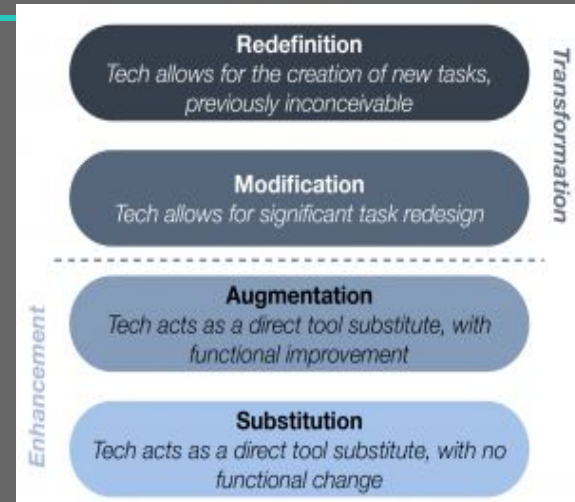 Redefinition
Tech allows for the creation of new tasks,
previously inconceivable
Transformation
Modification
Tech allows for significant task redesign
Augmentation
Tech acts as a direct tool substitute, with
functional improvement
Enhancement
Substitution
Tech acts as a direct tool substitute, with no
functional change